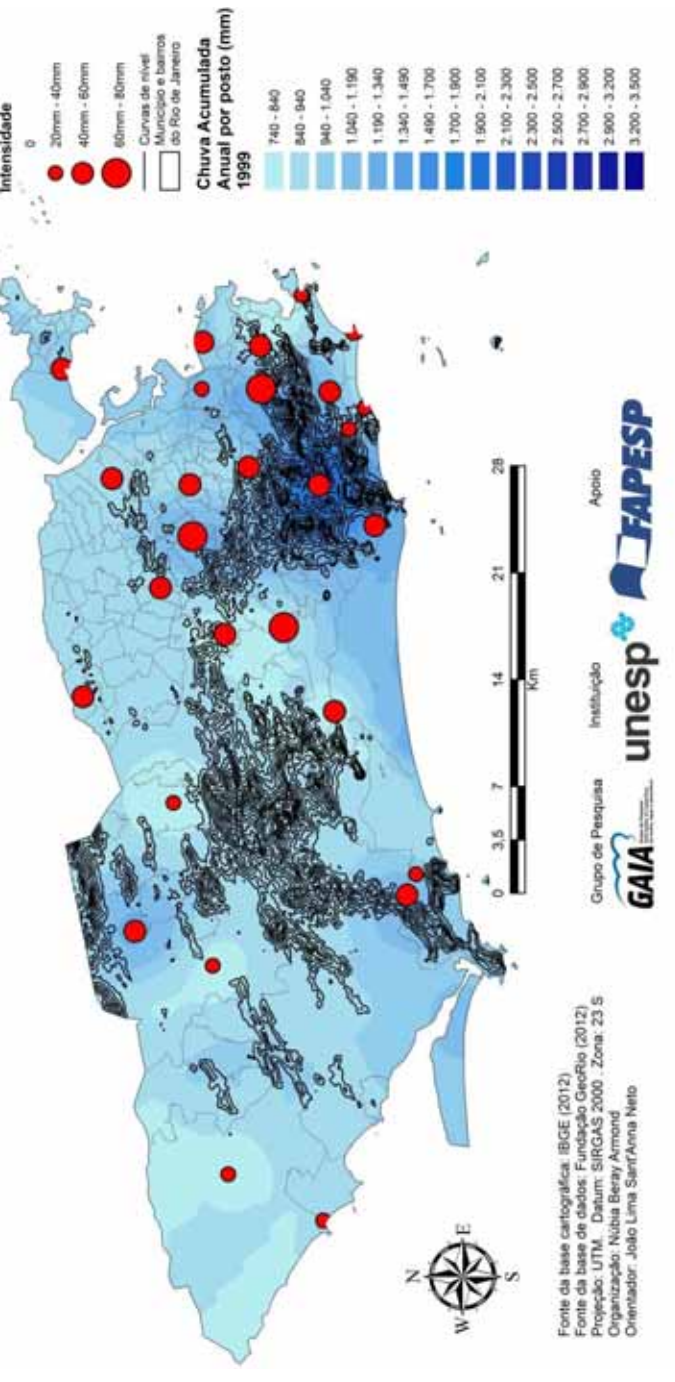 Intensidade
0
20mm - 40mm
40mm - 60mm
60mm - 80mm
Curvas de nível
Município e bairros
do Rio de Janeiro
Chuva Acumulada
Anual por posto (mm)
1999
740 - 840
840 - 940
940 - 1.040
1.040 - 1.190
1.190 - 1.340
1.340 - 1.490
1.490 - 1.700
1.700 - 1.900
1.900 - 2.100
2.100 - 2.300
2.300 - 2.500
2.500 - 2.700
2.700 - 2.900
2.900 - 3.200
3.200 - 3.500
N
W E
S
0 3,5 7 14 21 28
Km
Fonte da base cartográfica: IBGE (2012)
Fonte da base de dados: Fundação GeoRio (2012)
Projeção: UTM. Datum: SIRGAS 2000 . Zona: 23 S
Organização: Núbia Beray Armond
Orientador: João Lima Sant'Anna Neto
Grupo de Pesquisa
GAIA
Instituição
unesp
Apoio
FAPESP